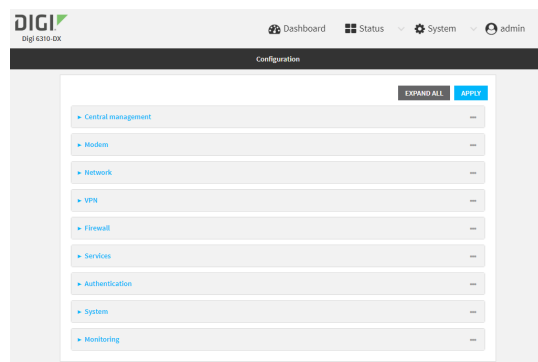 DIGI
Digi 6310-DX
Dashboard Status System admin
Configuration
EXPAND ALL APPLY
Central management
Modem
Network
VPN
Firewall
Services
Authentication
System
Monitoring